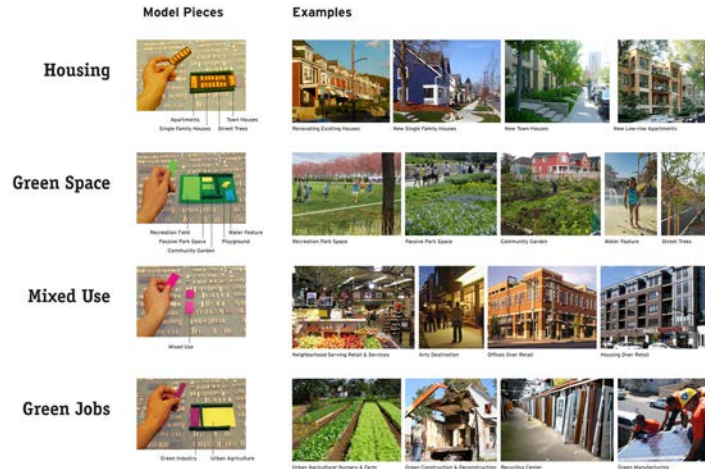 Model Pieces
Examples
Housing
Apartments
Town Houses
Single Family Houses
Street Trees
Renovating Existing Houses
New Single Family Houses
New Town Houses
New Low-rise Apartments
Green Space
Recreation Field
Water Feature
Passive Park Space
Playground
Community Garden
Recreation Park Space
Passive Park Space
Community Garden
Water Feature
Street Trees
Mixed Use
Mixed Use
Neighborhood Serving Retail & Services
Arts Destination
Offices Over Retail
Housing Over Retail
Green Jobs
Green Industry
Urban Agriculture
Urban Agriculture: Nursery & Farm
Green Construction & Deconstruction
Recycling Center
Green Manufacturing